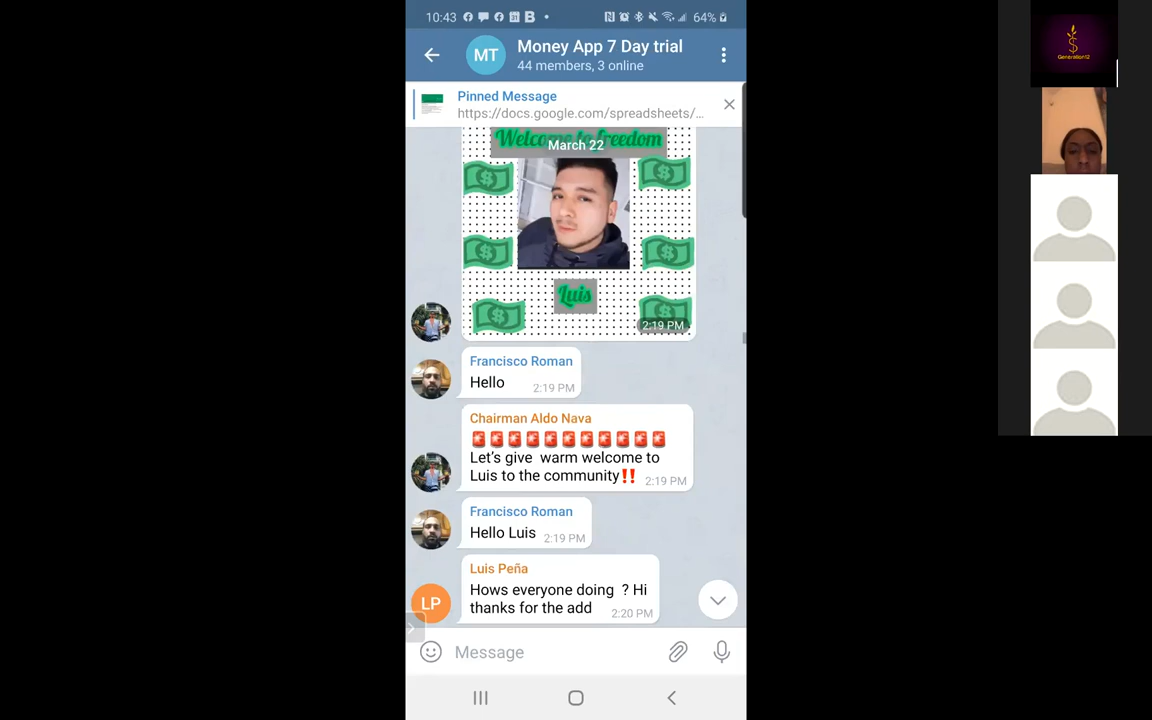 10:43
64%
MT
Money App 7 Day trial
44 members, 3 online
Pinned Message
https://docs.google.com/spreadsheets/...
Welcome to freedom
March 22
Luis
2:19 PM
Francisco Roman
Hello
2:19 PM
Chairman Aldo Nava
Let's give warm welcome to
Luis to the community‼️
2:19 PM
Francisco Roman
Hello Luis
2:19 PM
Luis Peña
LP
Hows everyone doing ? Hi
thanks for the add
2:20 PM
Message
Generation12